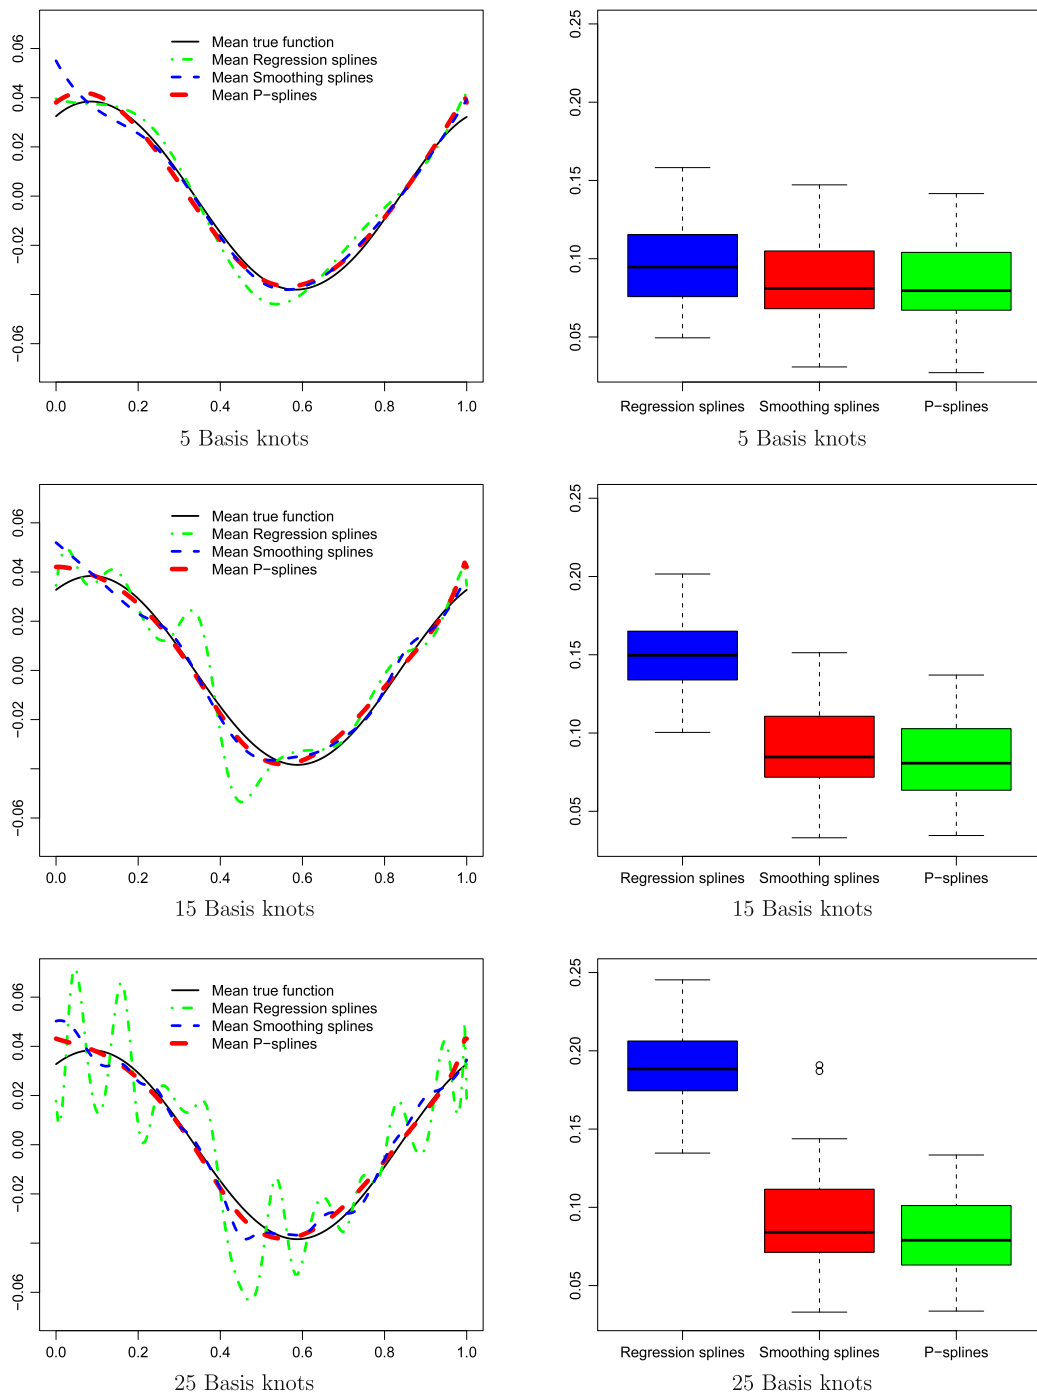 0.06
0.04
0.02
0.00
−0.02
−0.06
Mean true function
Mean Regression splines
Mean Smoothing splines
Mean P−splines
0.0 0.2 0.4 0.6 0.8 1.0
5 Basis knots
0.25
0.20
0.15
0.10
0.05
Regression splines Smoothing splines P−splines
5 Basis knots
0.06
0.04
0.02
0.00
−0.02
−0.06
Mean true function
Mean Regression splines
Mean Smoothing splines
Mean P−splines
0.0 0.2 0.4 0.6 0.8 1.0
15 Basis knots
0.25
0.20
0.15
0.10
0.05
Regression splines Smoothing splines P−splines
15 Basis knots
0.06
0.04
0.02
0.00
−0.02
−0.06
Mean true function
Mean Regression splines
Mean Smoothing splines
Mean P−splines
0.0 0.2 0.4 0.6 0.8 1.0
25 Basis knots
0.25
0.20
0.15
0.10
0.05
Regression splines Smoothing splines P−splines
25 Basis knots